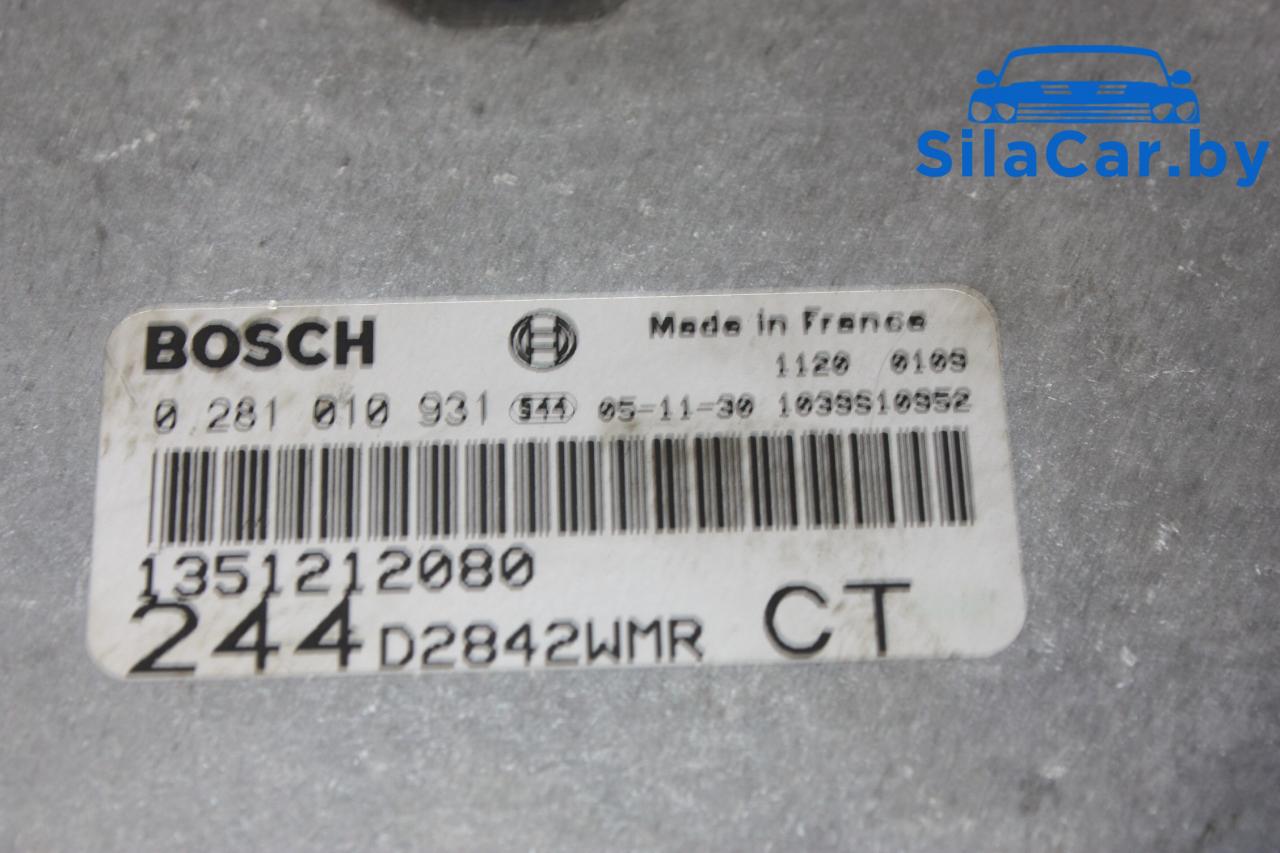 SilaCar.by
BOSCH
Made in France
1120 0109
0 281 010 931 544 05-11-30 1039S10952
1351212080
244 D2842WMR CT